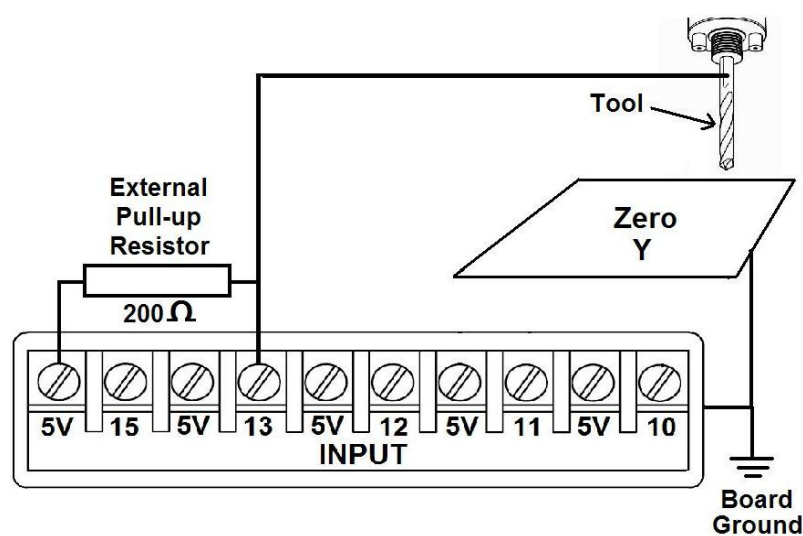 Tool
External
Pull-up
Resistor
Zero
Y
200 Ω
5V 15 5V 13 5V 12 5V 11 5V 10
INPUT
Board
Ground